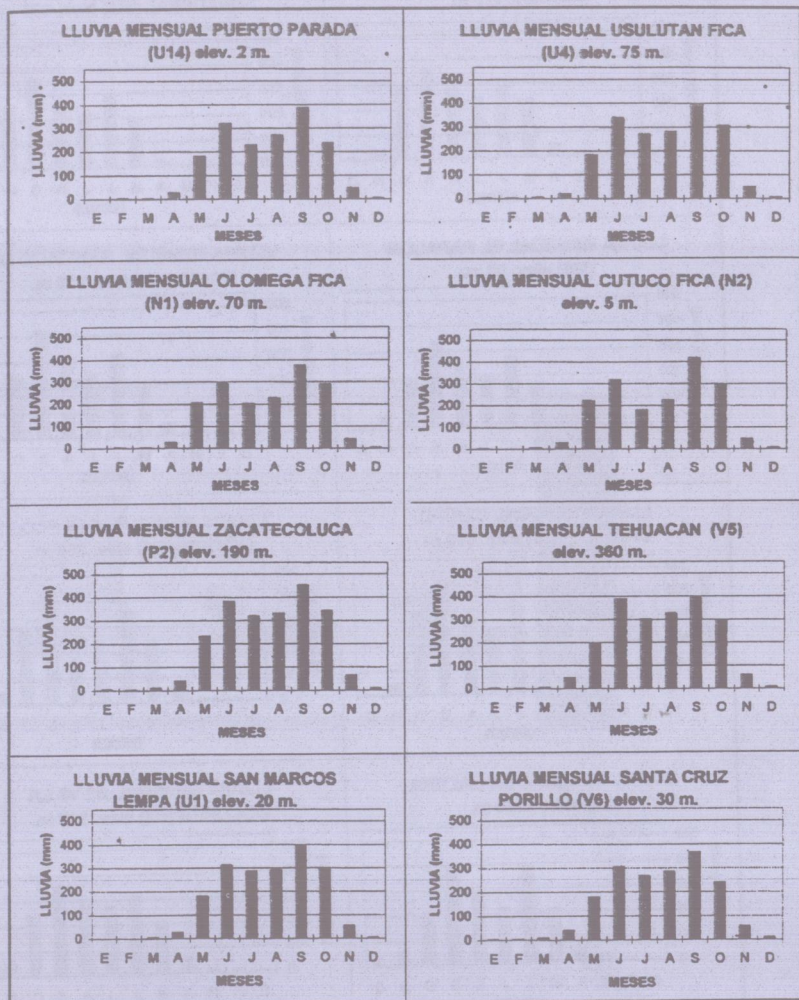 LLUVIA MENSUAL PUERTO PARADA
(U14) elev. 2 m.
500
400
300
200
100
0
LLUVIA (mm)
E F M A M J J A S O N D
MESES
LLUVIA MENSUAL USULUTAN FICA
(U4) elev. 75 m.
500
400
300
200
100
0
LLUVIA (mm)
E F M A M J J A S O N D
MESES
LLUVIA MENSUAL OLOMEGA FICA
(N1) elev. 70 m.
500
400
300
200
100
0
LLUVIA (mm)
E F M A M J J A S O N D
MESES
LLUVIA MENSUAL CUTUCO FICA (N2)
elev. 5 m.
500
400
300
200
100
0
LLUVIA (mm)
E F M A M J J A S O N D
MESES
LLUVIA MENSUAL ZACATECOLUCA
(P2) elev. 190 m.
500
400
300
200
100
0
LLUVIA (mm)
E F M A M J J A S O N D
MESES
LLUVIA MENSUAL TEHUACAN (V5)
elev. 360 m.
500
400
300
200
100
0
LLUVIA (mm)
E F M A M J J A S O N D
MESES
LLUVIA MENSUAL SAN MARCOS
LEMPA (U1) elev. 20 m.
500
400
300
200
100
0
LLUVIA (mm)
E F M A M J J A S O N D
MESES
LLUVIA MENSUAL SANTA CRUZ
PORILLO (V6) elev. 30 m.
500
400
300
200
100
0
LLUVIA (mm)
E F M A M J J A S O N D
MESES